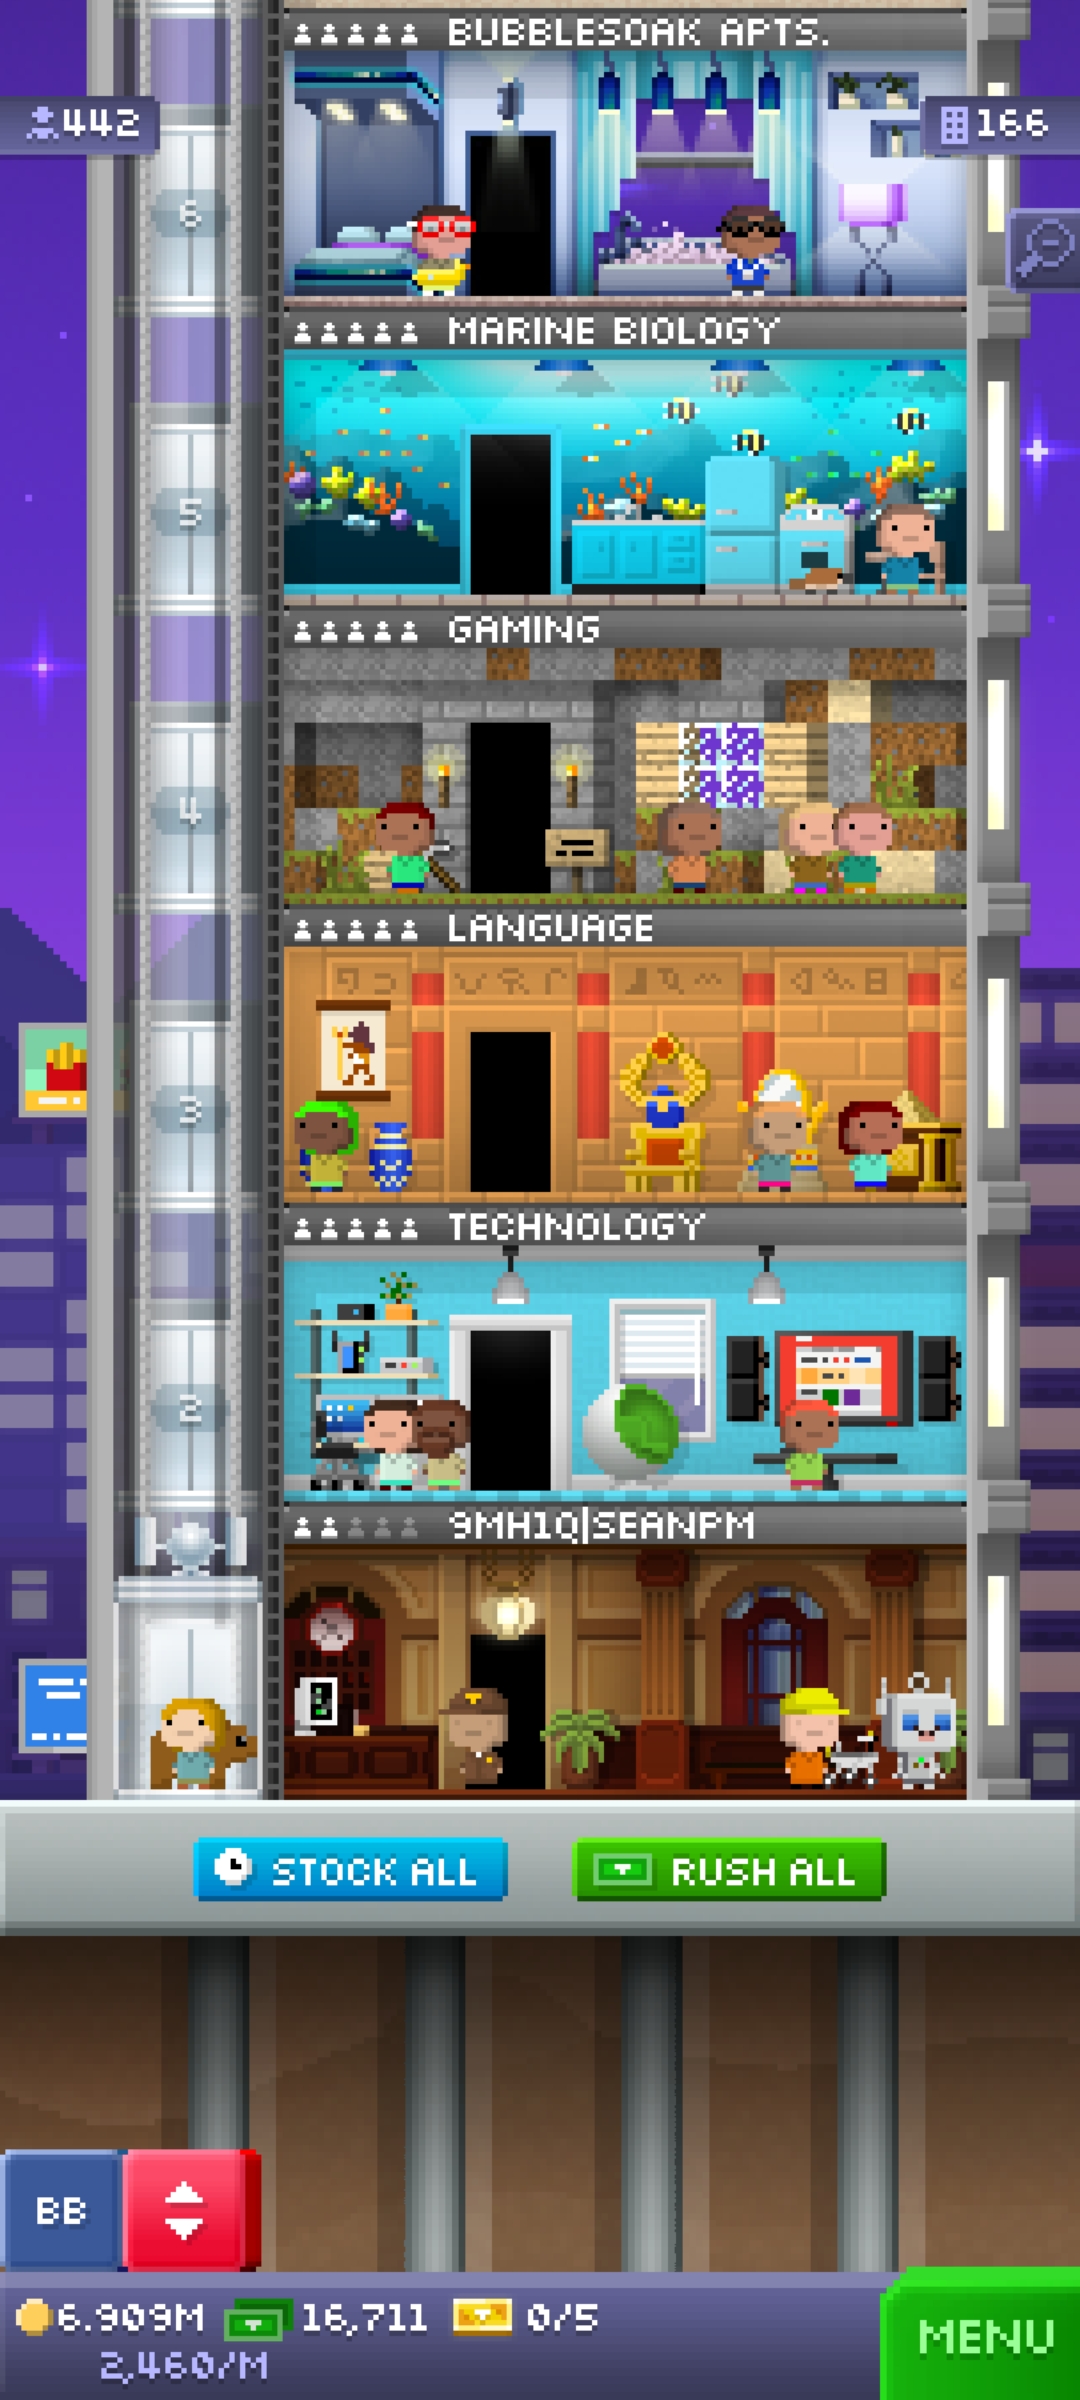 BUBBLESOAK APTS.
442
166
6
MARINE BIOLOGY
5
GAMING
4
LANGUAGE
3
TECHNOLOGY
2
9MH1Q|SEANPM
STOCK ALL
RUSH ALL
BB
6.909M 16,711 0/5
2,460/M
MENU